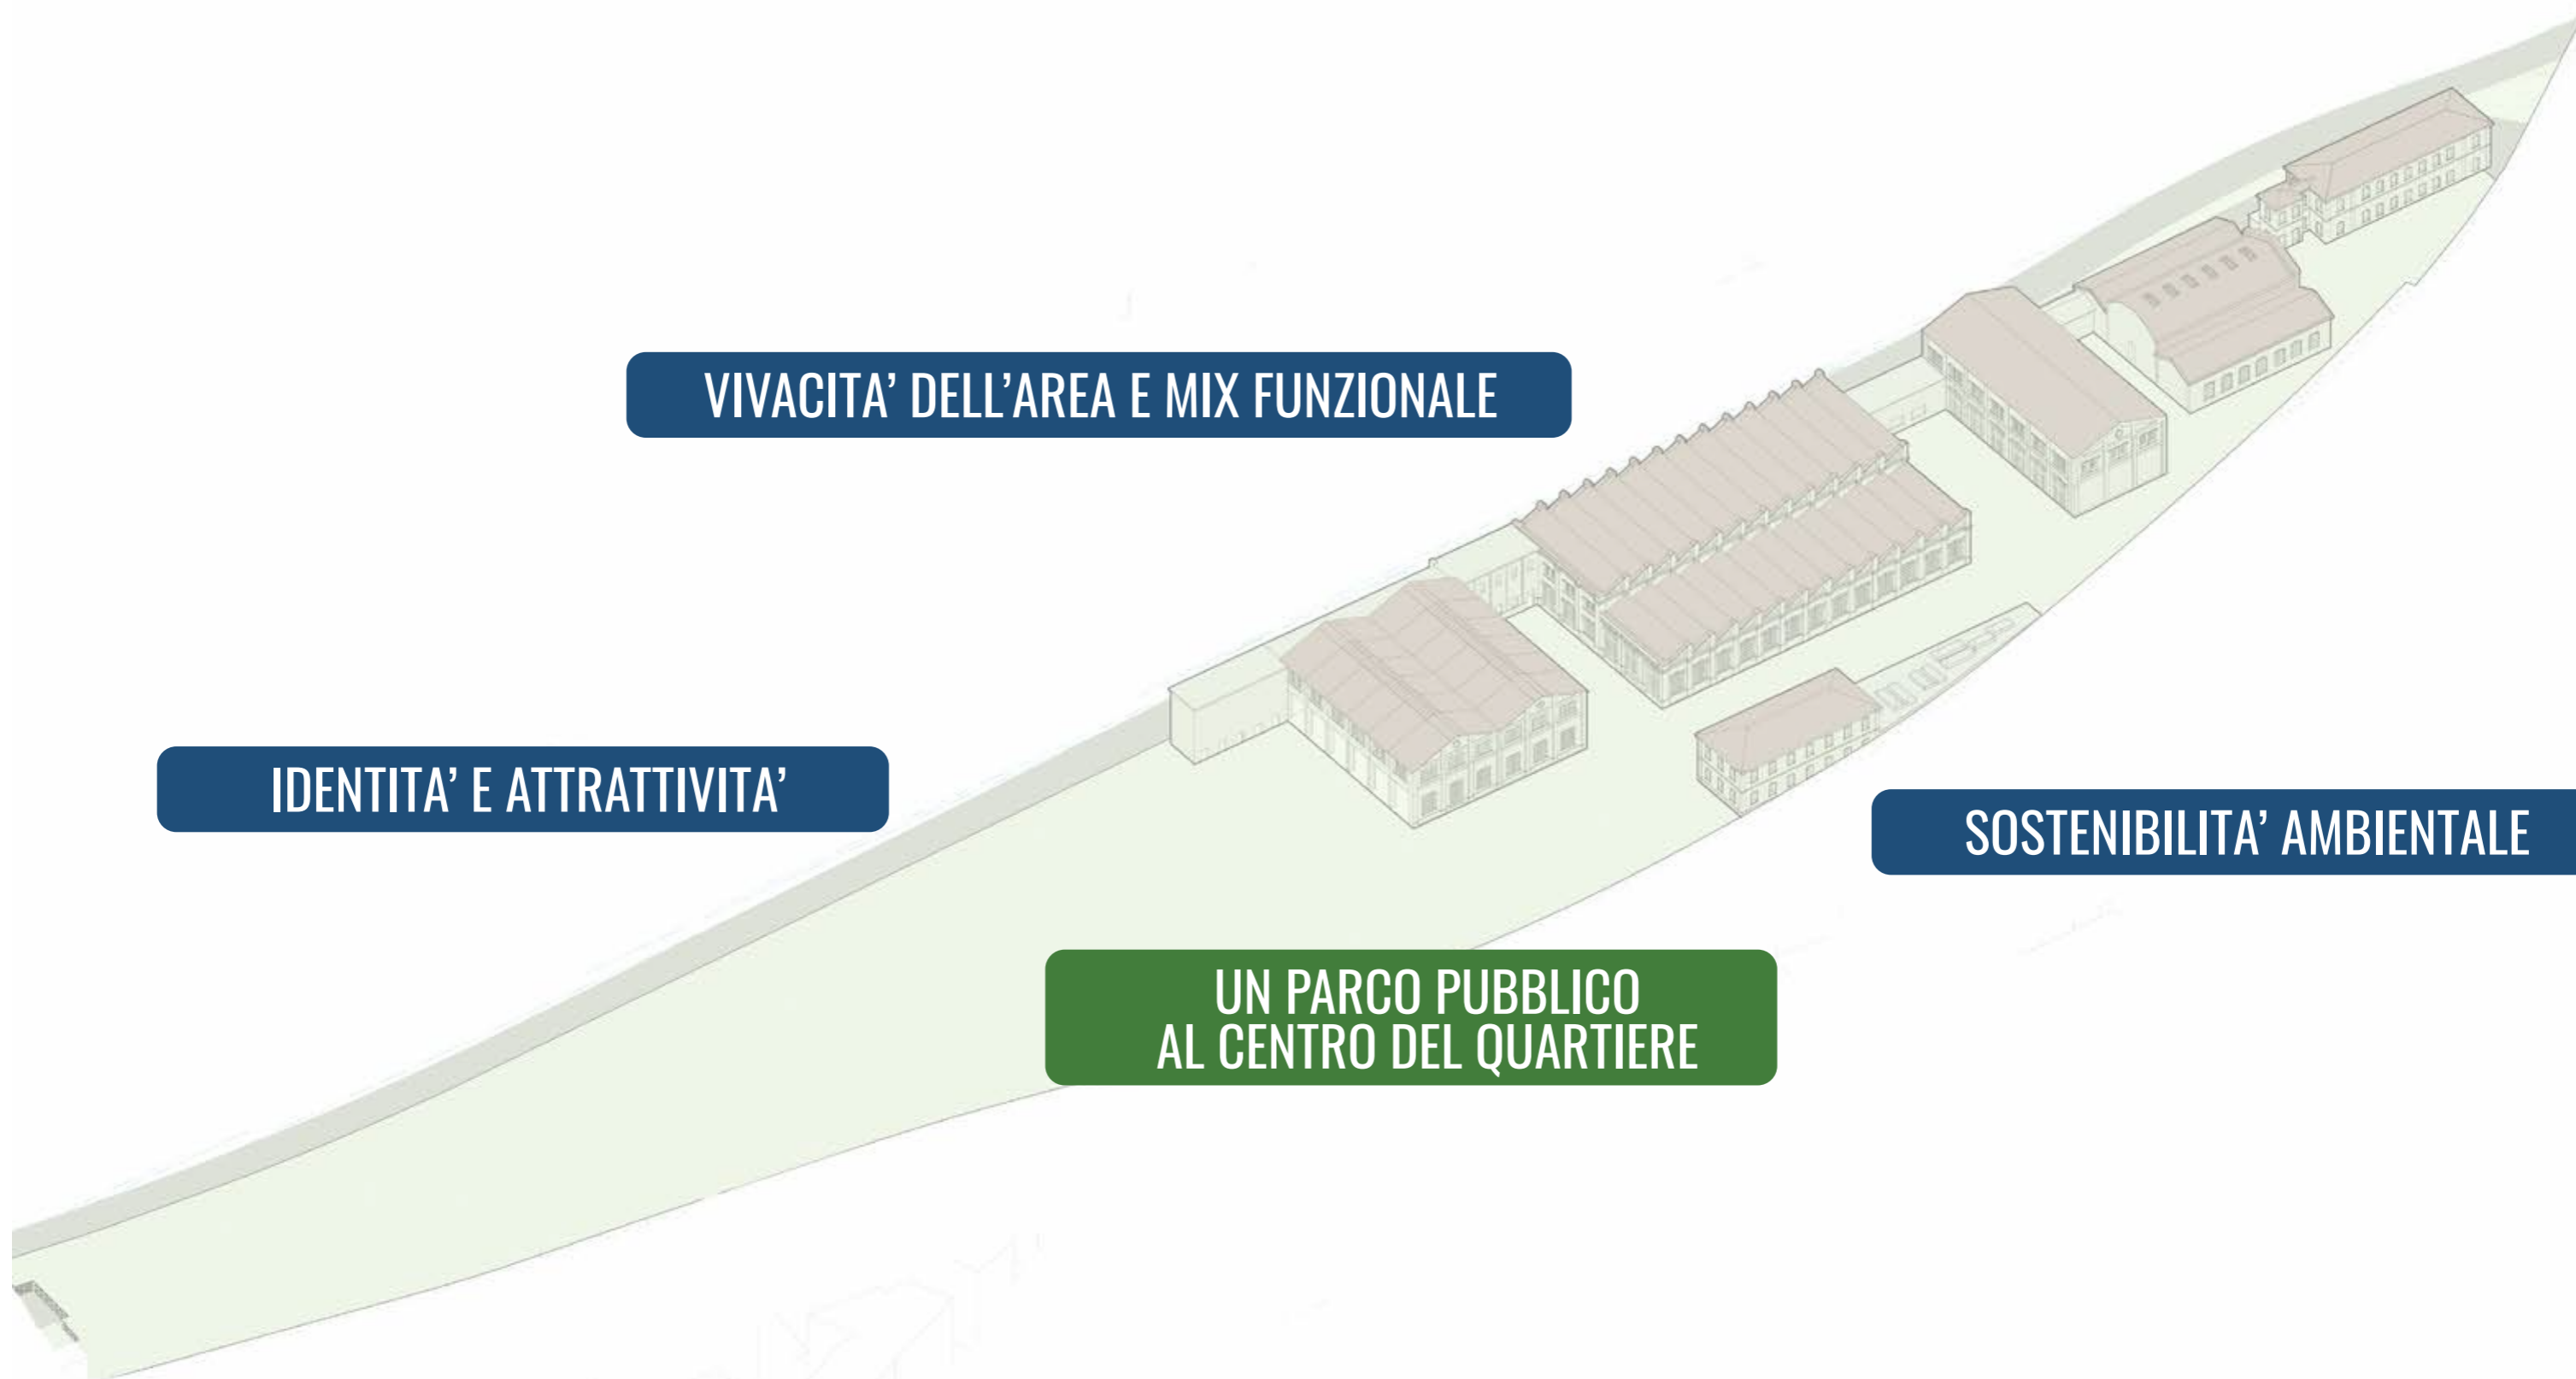 VIVACITA’ DELL’AREA E MIX FUNZIONALE
IDENTITA’ E ATTRATTIVITA’
SOSTENIBILITA’ AMBIENTALE
UN PARCO PUBBLICO
AL CENTRO DEL QUARTIERE